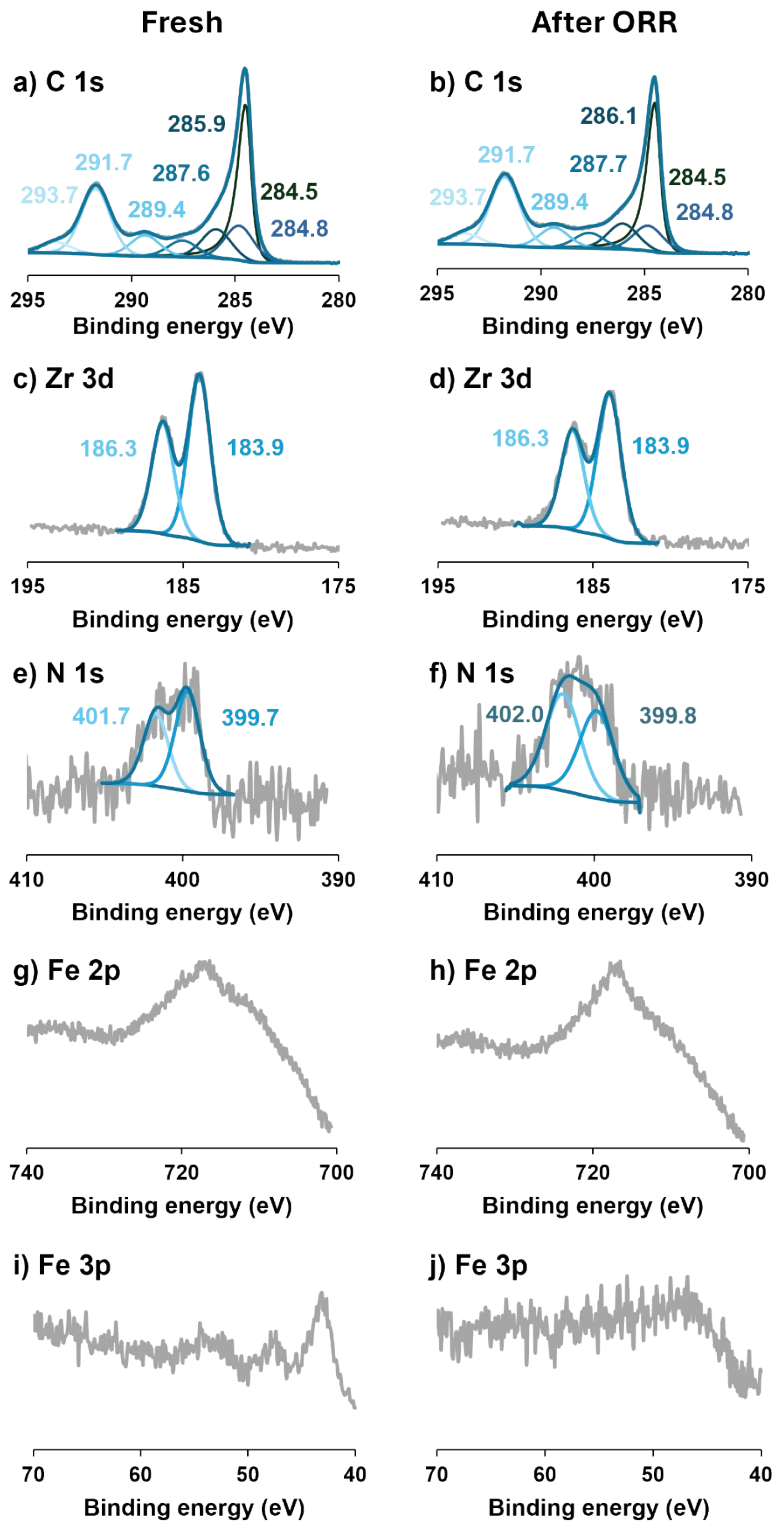 Fresh
After ORR
a) C 1s
285.9
291.7
287.6
293.7
289.4
284.5
284.8
295 290 285 280
Binding energy (eV)
b) C 1s
286.1
291.7
287.7
293.7
289.4
284.5
284.8
295 290 285 280
Binding energy (eV)
c) Zr 3d
186.3
183.9
195 185 175
Binding energy (eV)
d) Zr 3d
186.3
183.9
195 185 175
Binding energy (eV)
e) N 1s
401.7
399.7
410 400 390
Binding energy (eV)
f) N 1s
402.0
399.8
410 400 390
Binding energy (eV)
g) Fe 2p
740 720 700
Binding energy (eV)
h) Fe 2p
740 720 700
Binding energy (eV)
i) Fe 3p
70 60 50 40
Binding energy (eV)
j) Fe 3p
70 60 50 40
Binding energy (eV)